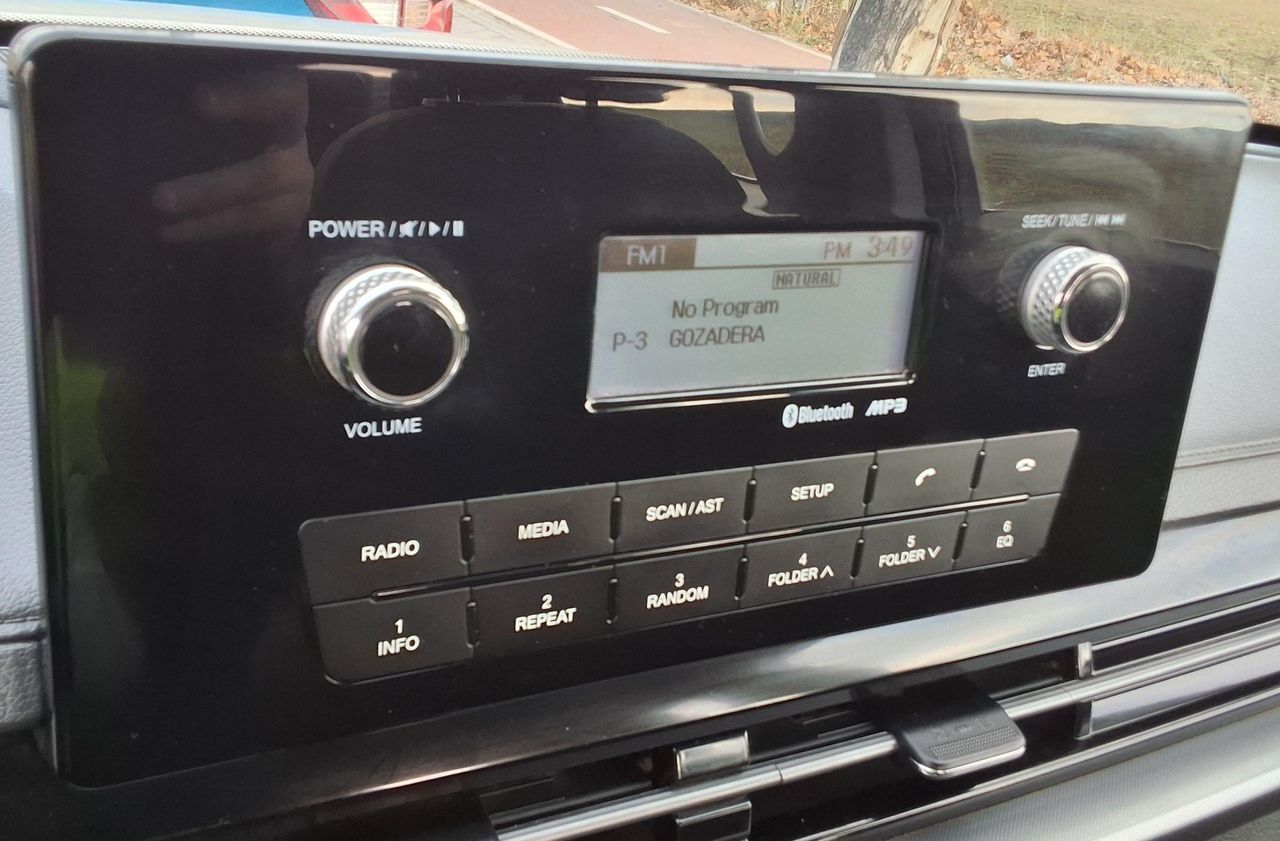 POWER / / /
SEEK/TUNE/
FM1 PM 3:49
NATURAL
No Program
P-3 GOZADERA
VOLUME
ENTER
Bluetooth MP3
RADIO MEDIA SCAN/AST SETUP
1 2 3 4 5 6
INFO REPEAT RANDOM FOLDER FOLDER EQ